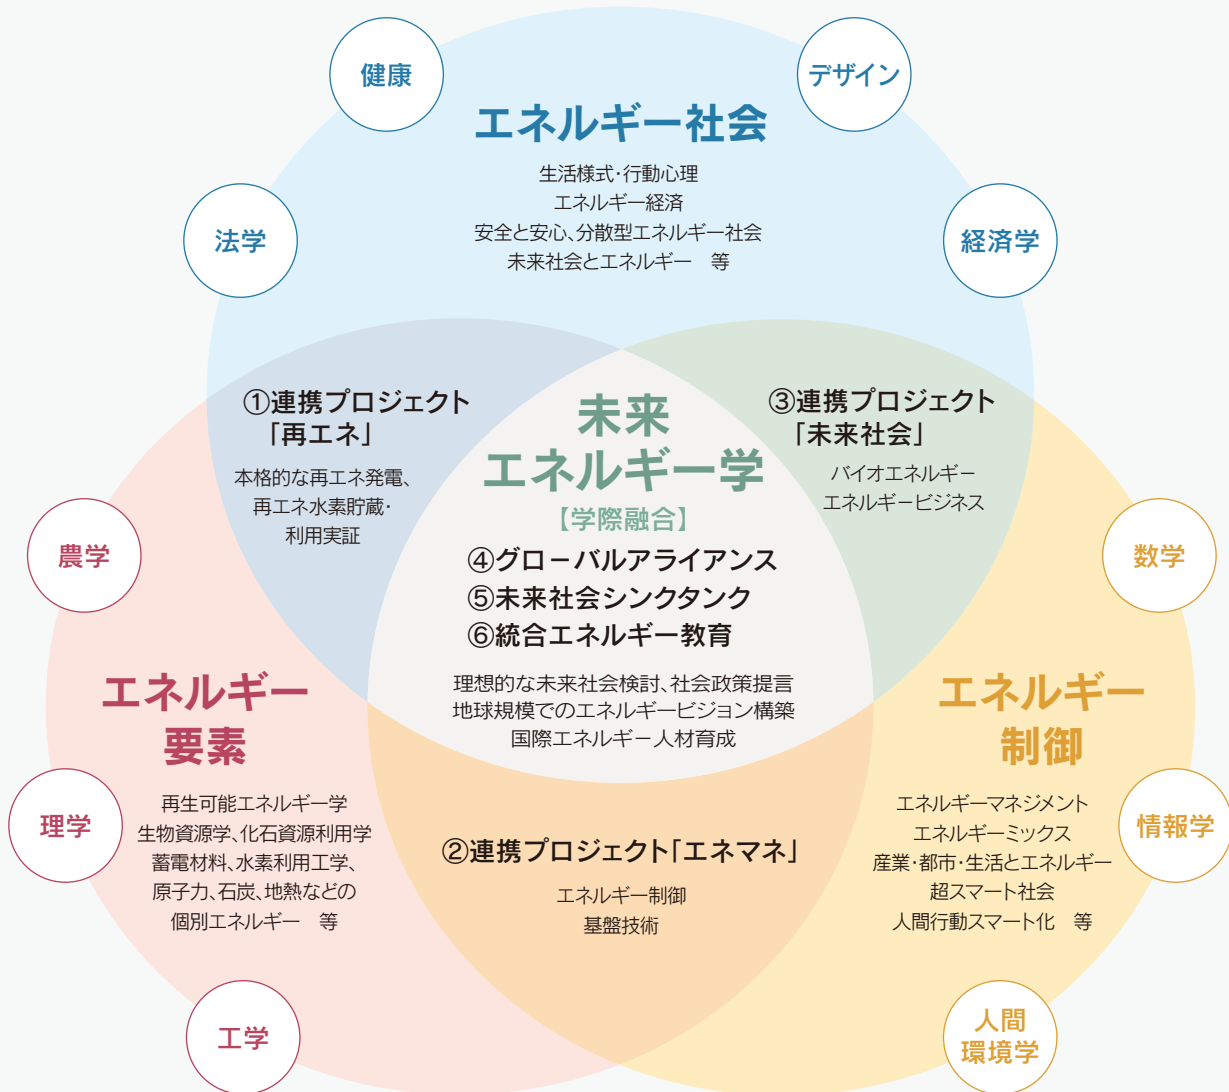 健康
デザイン
エネルギー社会
生活様式・行動心理
エネルギー経済
安全と安心、分散型エネルギー社会
未来社会とエネルギー　等
法学
経済学
①連携プロジェクト
「再エネ」
本格的な再エネ発電、
再エネ水素貯蔵・
利用実証
未来
エネルギー学
【学際融合】
④グローバルアライアンス
⑤未来社会シンクタンク
⑥統合エネルギー教育
理想的な未来社会検討、社会政策提言
地球規模でのエネルギービジョン構築
国際エネルギー人材育成
③連携プロジェクト
「未来社会」
バイオエネルギー
エネルギービジネス
農学
数学
エネルギー
要素
再生可能エネルギー学
生物資源学、化石資源利用学
蓄電材料、水素利用工学、
原子力、石炭、地熱などの
個別エネルギー　等
理学
②連携プロジェクト「エネマネ」
エネルギー制御
基盤技術
エネルギー
制御
エネルギーマネジメント
エネルギーミックス
産業・都市・生活とエネルギー
超スマート社会
人間行動スマート化　等
情報学
工学
人間
環境学